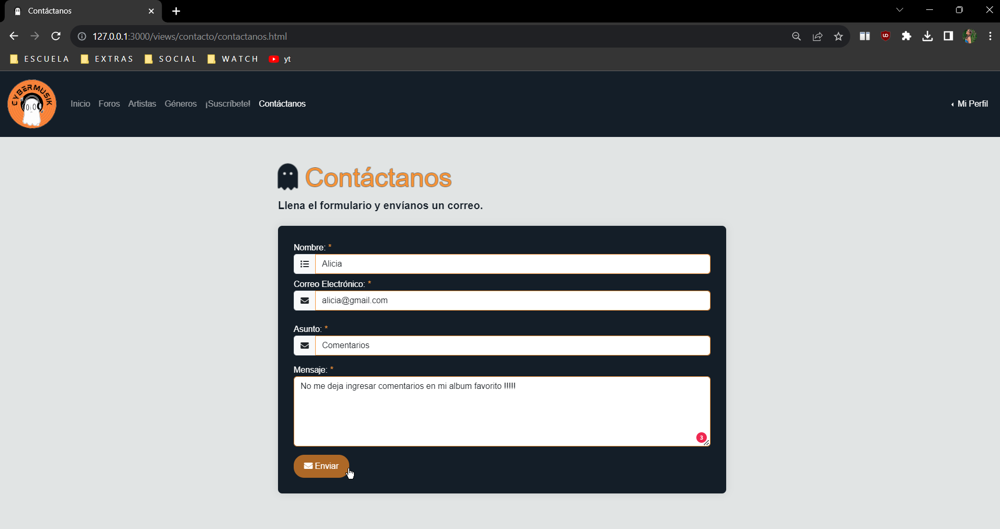 Contáctanos
127.0.0.1:3000/views/contacto/contactanos.html
ESCUELA EXTRAS SOCIAL WATCH yt
CYBERMUSIK
Inicio Foros Artistas Géneros ¡Suscríbete! Contáctanos Mi Perfil
Contáctanos
Llena el formulario y envíanos un correo.
Nombre: *
Alicia
Correo Electrónico: *
alicia@gmail.com
Asunto: *
Comentarios
Mensaje: *
No me deja ingresar comentarios en mi album favorito !!!!!
3
Enviar